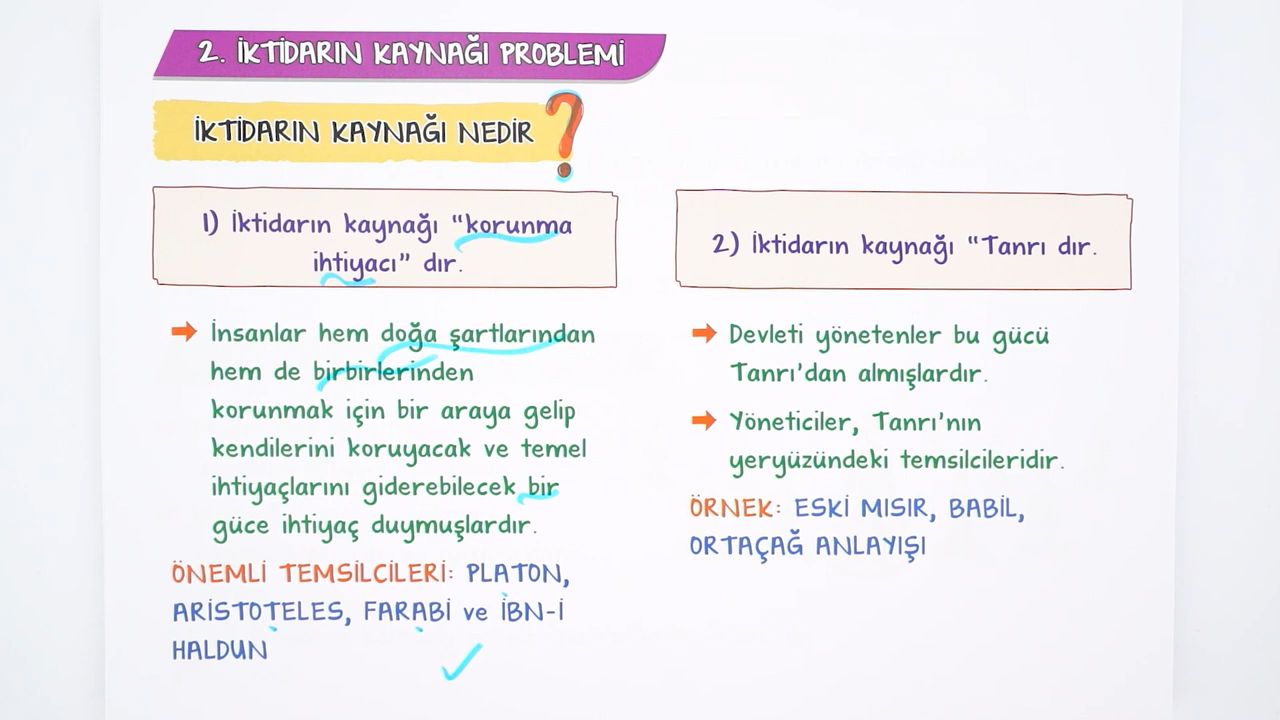 2. İKTİDARIN KAYNAĞI PROBLEMİ
İKTİDARIN KAYNAĞI NEDİR ?
1) İktidarın kaynağı “korunma
ihtiyacı” dır.
İnsanlar hem doğa şartlarından
hem de birbirlerinden
korunmak için bir araya gelip
kendilerini koruyacak ve temel
ihtiyaçlarını giderebilecek bir
güce ihtiyaç duymuşlardır.
ÖNEMLİ TEMSİLCİLERİ: PLATON,
ARİSTOTELES, FARABİ ve İBN-İ
HALDUN
2) İktidarın kaynağı “Tanrı dır.
Devleti yönetenler bu gücü
Tanrı'dan almışlardır.
Yöneticiler, Tanrı'nın
yeryüzündeki temsilcileridir.
ÖRNEK: ESKİ MISIR, BABİL,
ORTAÇAĞ ANLAYIŞI